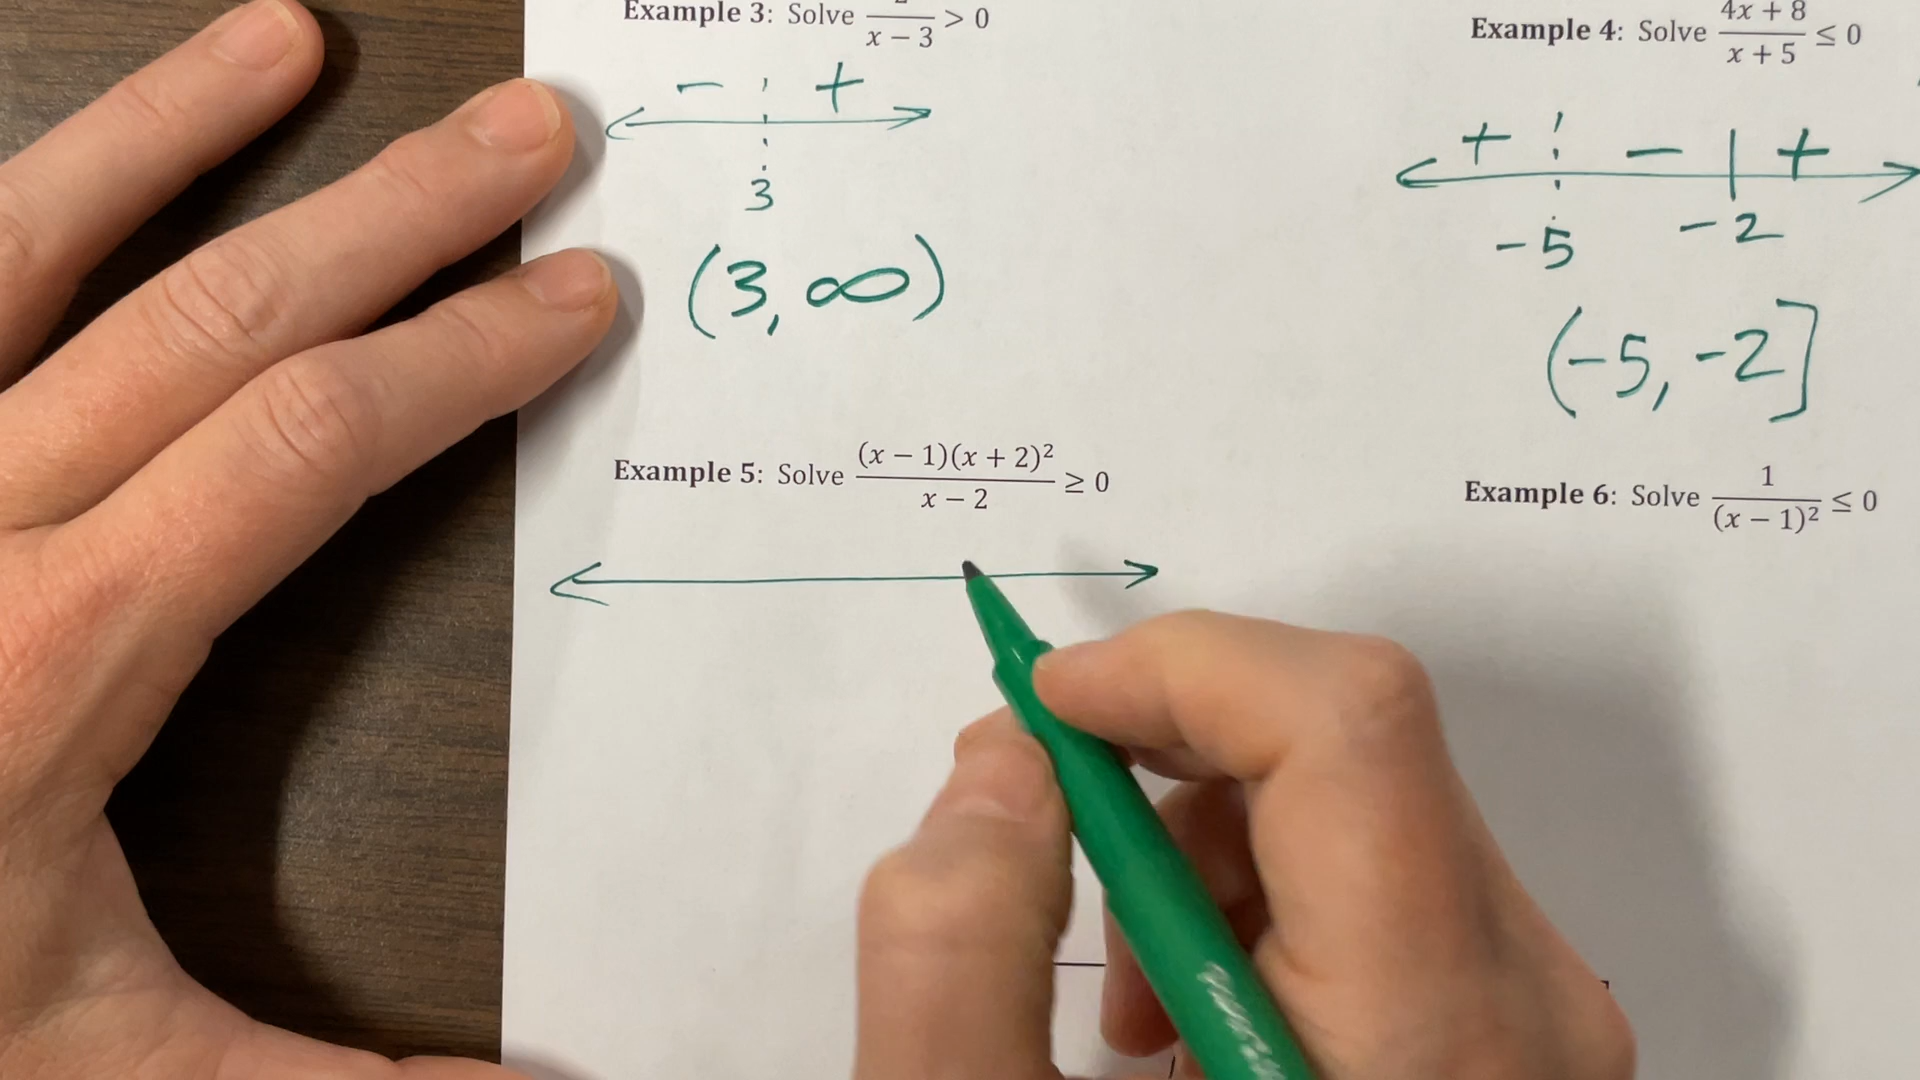 Example 3: Solve 2/(x − 3) > 0
− +
3
(3, ∞)
Example 4: Solve (4x + 8)/(x + 5) ≤ 0
+ − +
−5 −2
(−5, −2]
Example 5: Solve ((x − 1)(x + 2)²)/(x − 2) ≥ 0
Example 6: Solve 1/(x − 1)² ≤ 0